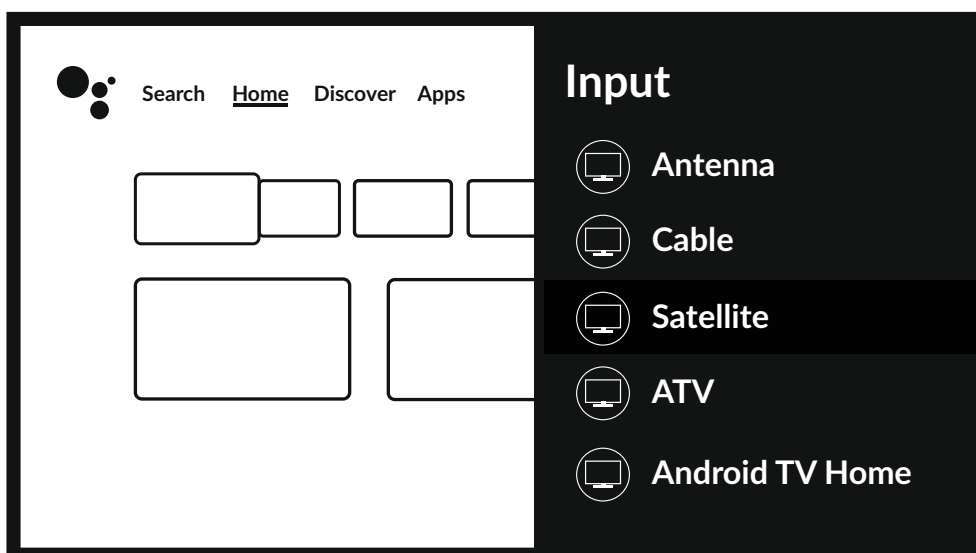 Search Home Discover Apps
Input
Antenna
Cable
Satellite
ATV
Android TV Home